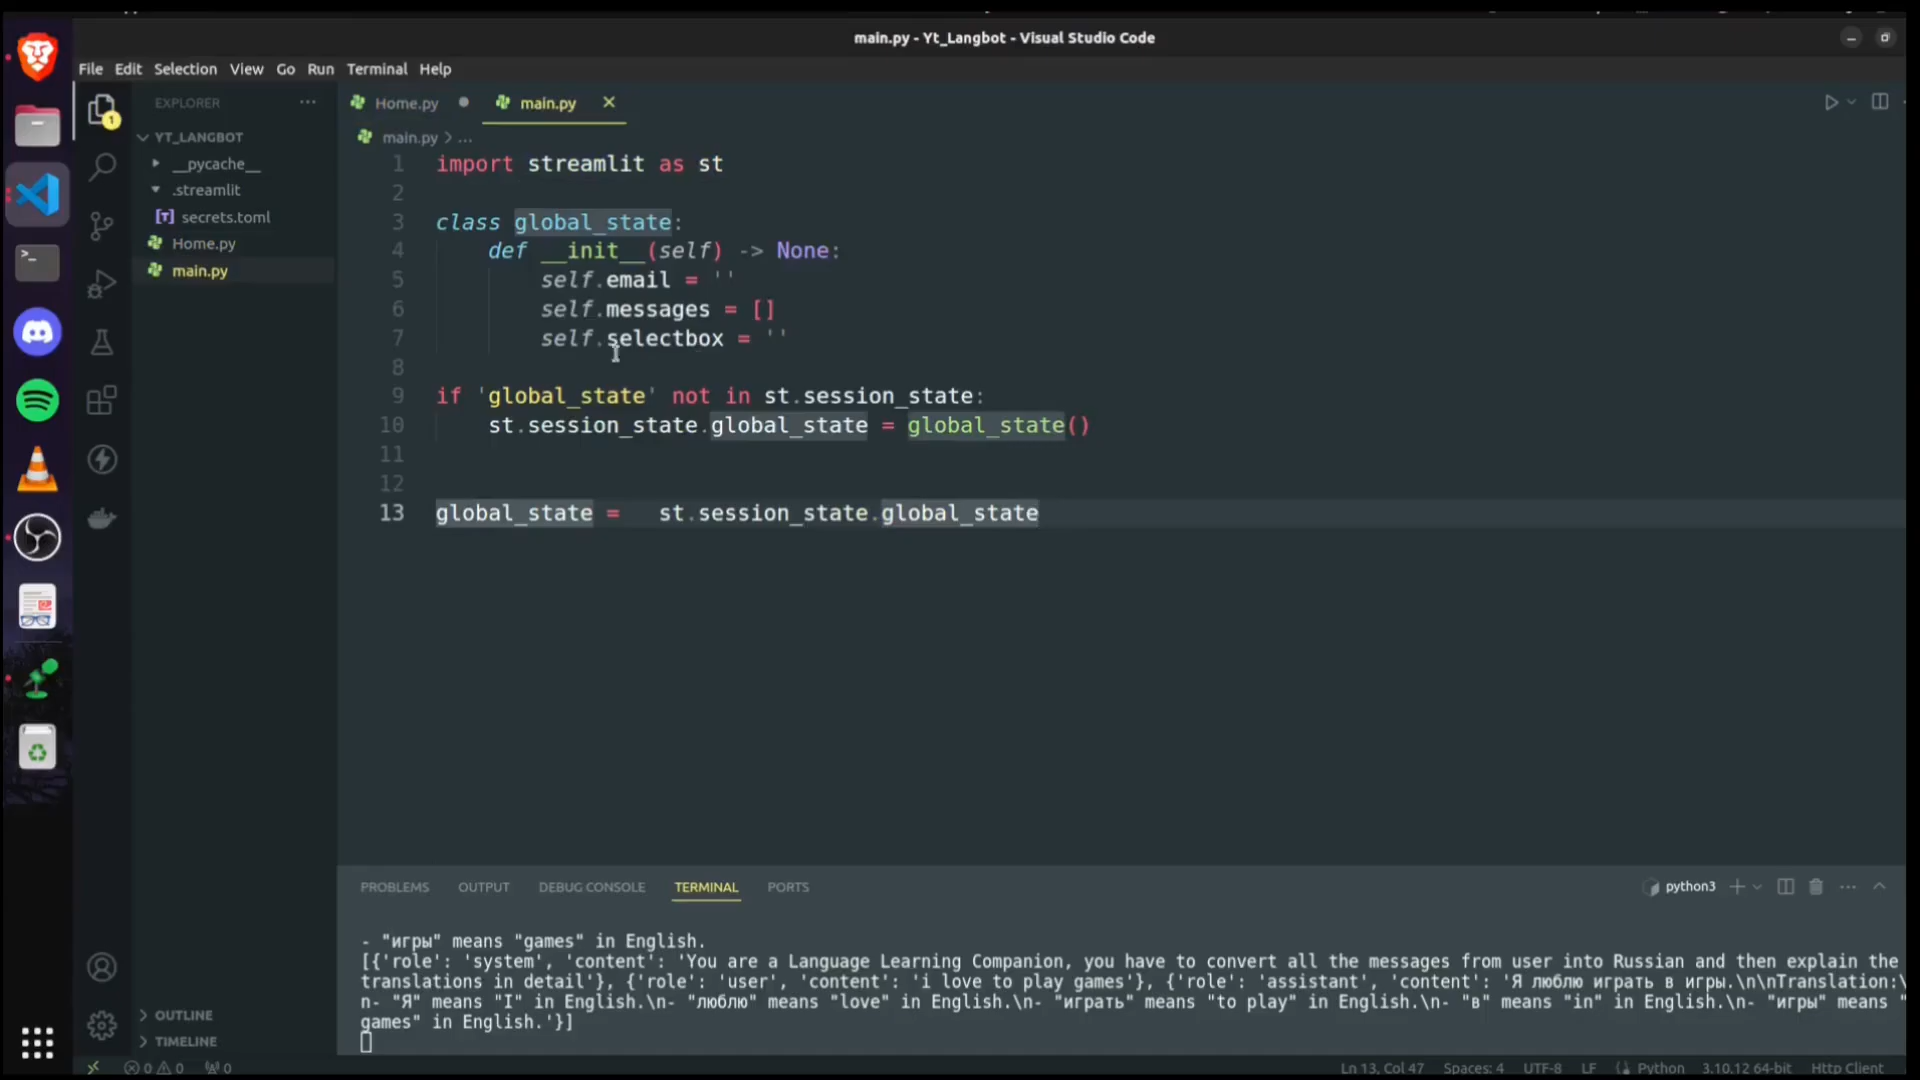 main.py - Yt_Langbot - Visual Studio Code
File Edit Selection View Go Run Terminal Help
EXPLORER ···
Home.py main.py
YT_LANGBOT
main.py > ...
__pycache__
.streamlit
[T] secrets.toml
Home.py
main.py
1
1 import streamlit as st
2
3 class global_state:
4 def __init__(self) -> None:
5 self.email = ''
6 self.messages = []
7 self.selectbox = ''
8
9 if 'global_state' not in st.session_state:
10 st.session_state.global_state = global_state()
11
12
13 global_state = st.session_state.global_state
PROBLEMS OUTPUT DEBUG CONSOLE TERMINAL PORTS
python3
- "игры" means "games" in English.
[{'role': 'system', 'content': 'You are a Language Learning Companion, you have to convert all the messages from user into Russian and then explain the
translations in detail'}, {'role': 'user', 'content': 'i love to play games'}, {'role': 'assistant', 'content': 'Я люблю играть в игры.\n\nTranslation:\
n- "Я" means "I" in English.\n- "люблю" means "love" in English.\n- "играть" means "to play" in English.\n- "в" means "in" in English.\n- "игры" means "
games" in English.'}]
OUTLINE
TIMELINE
0 0 0
Ln 13, Col 47 Spaces: 4 UTF-8 LF Python 3.10.12 64-bit Http Client